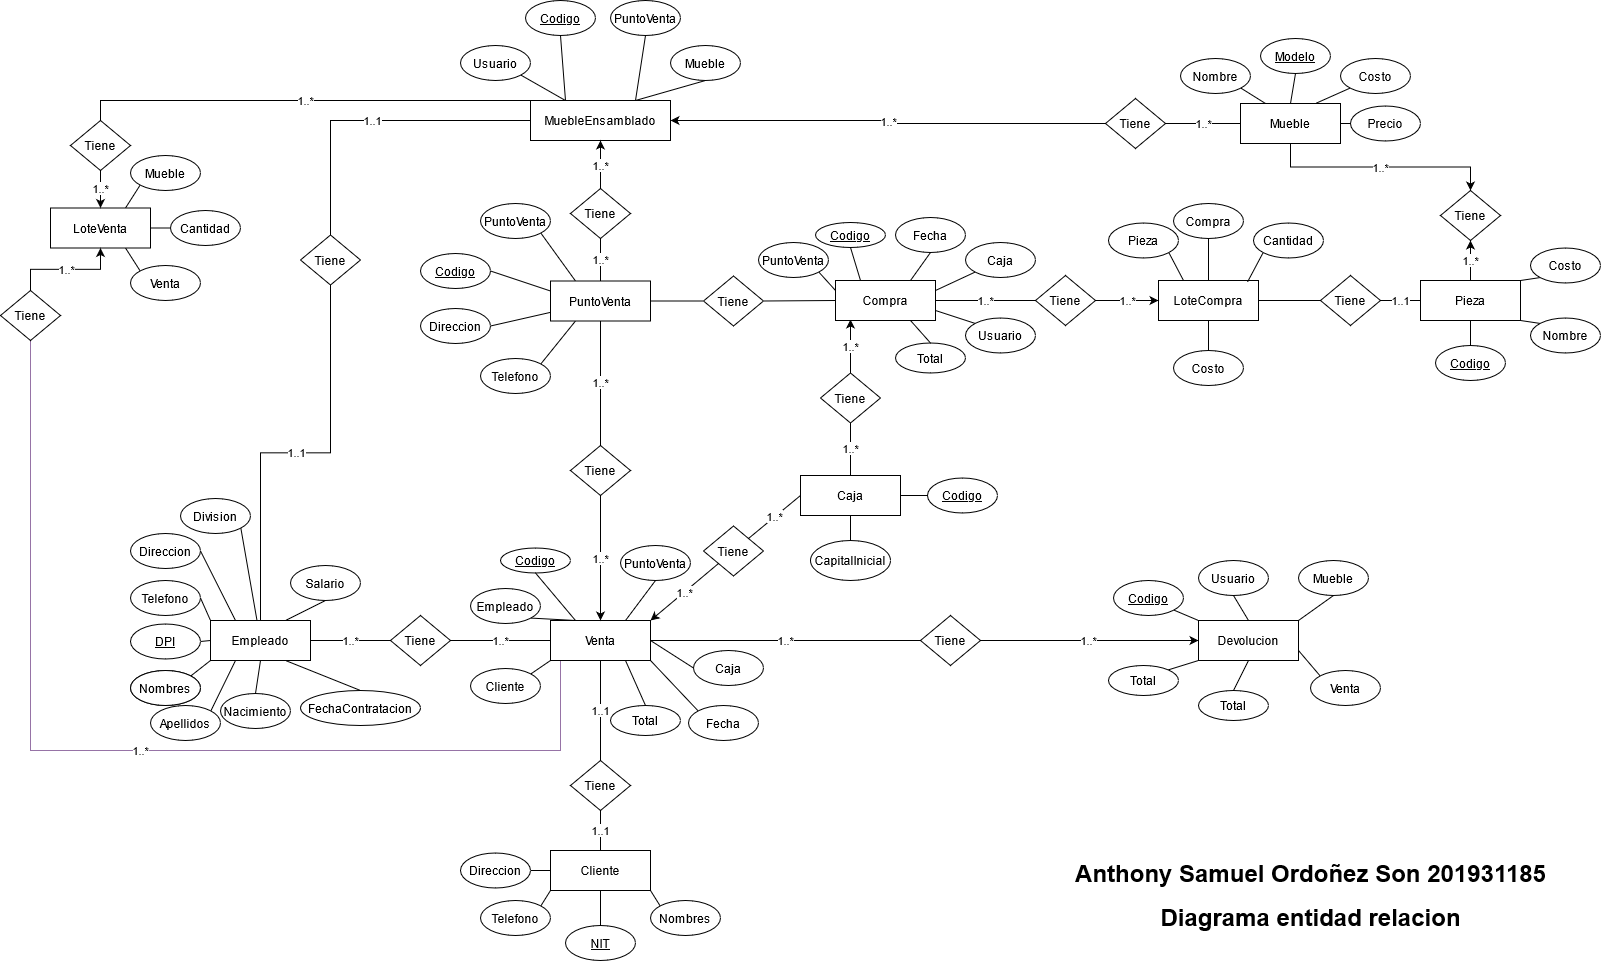 Codigo
PuntoVenta
Usuario
Mueble
1..*
MuebleEnsamblado
1..1
1..*
Tiene
1..*
Modelo
Nombre
Costo
Mueble
Precio
Tiene
1..*
Mueble
LoteVenta
Cantidad
Venta
1..*
Tiene
1..*
Tiene
1..*
PuntoVenta
Codigo
PuntoVenta
Direccion
Telefono
Tiene
Tiene
Codigo
Fecha
PuntoVenta
Caja
Compra
Usuario
Total
1..*
Tiene
1..*
Compra
Pieza
Cantidad
LoteCompra
Costo
Tiene
1..1
1..*
Tiene
1..*
Costo
Pieza
Nombre
Codigo
1..*
Tiene
1..*
1..*
Tiene
1..*
Caja
Codigo
CapitalInicial
1..*
Tiene
1..*
1..1
Division
Direccion
Salario
Telefono
DPI
Empleado
Nombres
Apellidos
Nacimiento
FechaContratacion
1..*
Tiene
1..*
Codigo
PuntoVenta
Empleado
Venta
Cliente
Caja
Total
Fecha
1..*
Tiene
1..*
Codigo
Usuario
Mueble
Devolucion
Total
Total
Venta
1..*
1..1
Tiene
1..1
Direccion
Cliente
Telefono
NIT
Nombres
Anthony Samuel Ordoñez Son 201931185
Diagrama entidad relacion